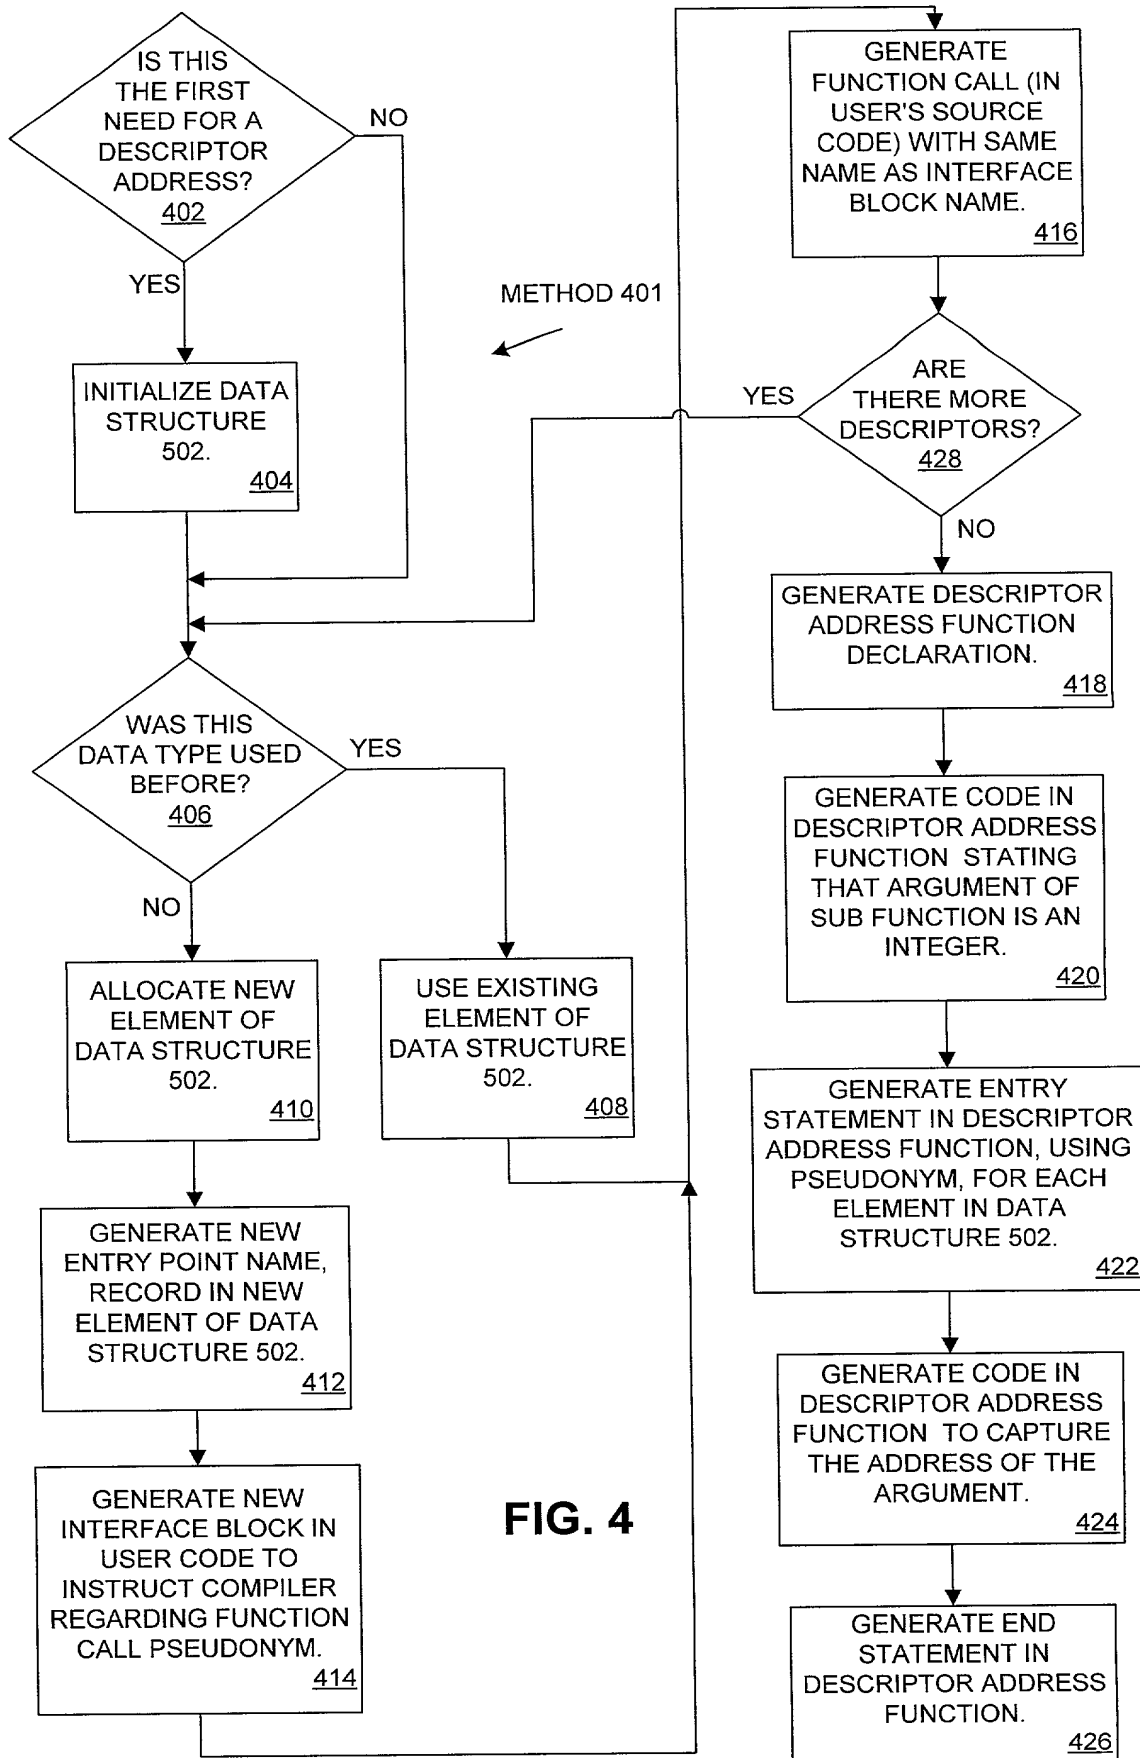 IS THIS
THE FIRST
NEED FOR A
DESCRIPTOR
ADDRESS?
402
NO
YES
INITIALIZE DATA
STRUCTURE
502.
404
WAS THIS
DATA TYPE USED
BEFORE?
406
YES
NO
ALLOCATE NEW
ELEMENT OF
DATA STRUCTURE
502.
410
USE EXISTING
ELEMENT OF
DATA STRUCTURE
502.
408
GENERATE NEW
ENTRY POINT NAME,
RECORD IN NEW
ELEMENT OF DATA
STRUCTURE 502.
412
GENERATE NEW
INTERFACE BLOCK IN
USER CODE TO
INSTRUCT COMPILER
REGARDING FUNCTION
CALL PSEUDONYM.
414
METHOD 401
FIG. 4
GENERATE
FUNCTION CALL (IN
USER'S SOURCE
CODE) WITH SAME
NAME AS INTERFACE
BLOCK NAME.
416
ARE
THERE MORE
DESCRIPTORS?
428
YES
NO
GENERATE DESCRIPTOR
ADDRESS FUNCTION
DECLARATION.
418
GENERATE CODE IN
DESCRIPTOR ADDRESS
FUNCTION STATING
THAT ARGUMENT OF
SUB FUNCTION IS AN
INTEGER.
420
GENERATE ENTRY
STATEMENT IN DESCRIPTOR
ADDRESS FUNCTION, USING
PSEUDONYM, FOR EACH
ELEMENT IN DATA
STRUCTURE 502.
422
GENERATE CODE IN
DESCRIPTOR ADDRESS
FUNCTION TO CAPTURE
THE ADDRESS OF THE
ARGUMENT.
424
GENERATE END
STATEMENT IN
DESCRIPTOR ADDRESS
FUNCTION.
426